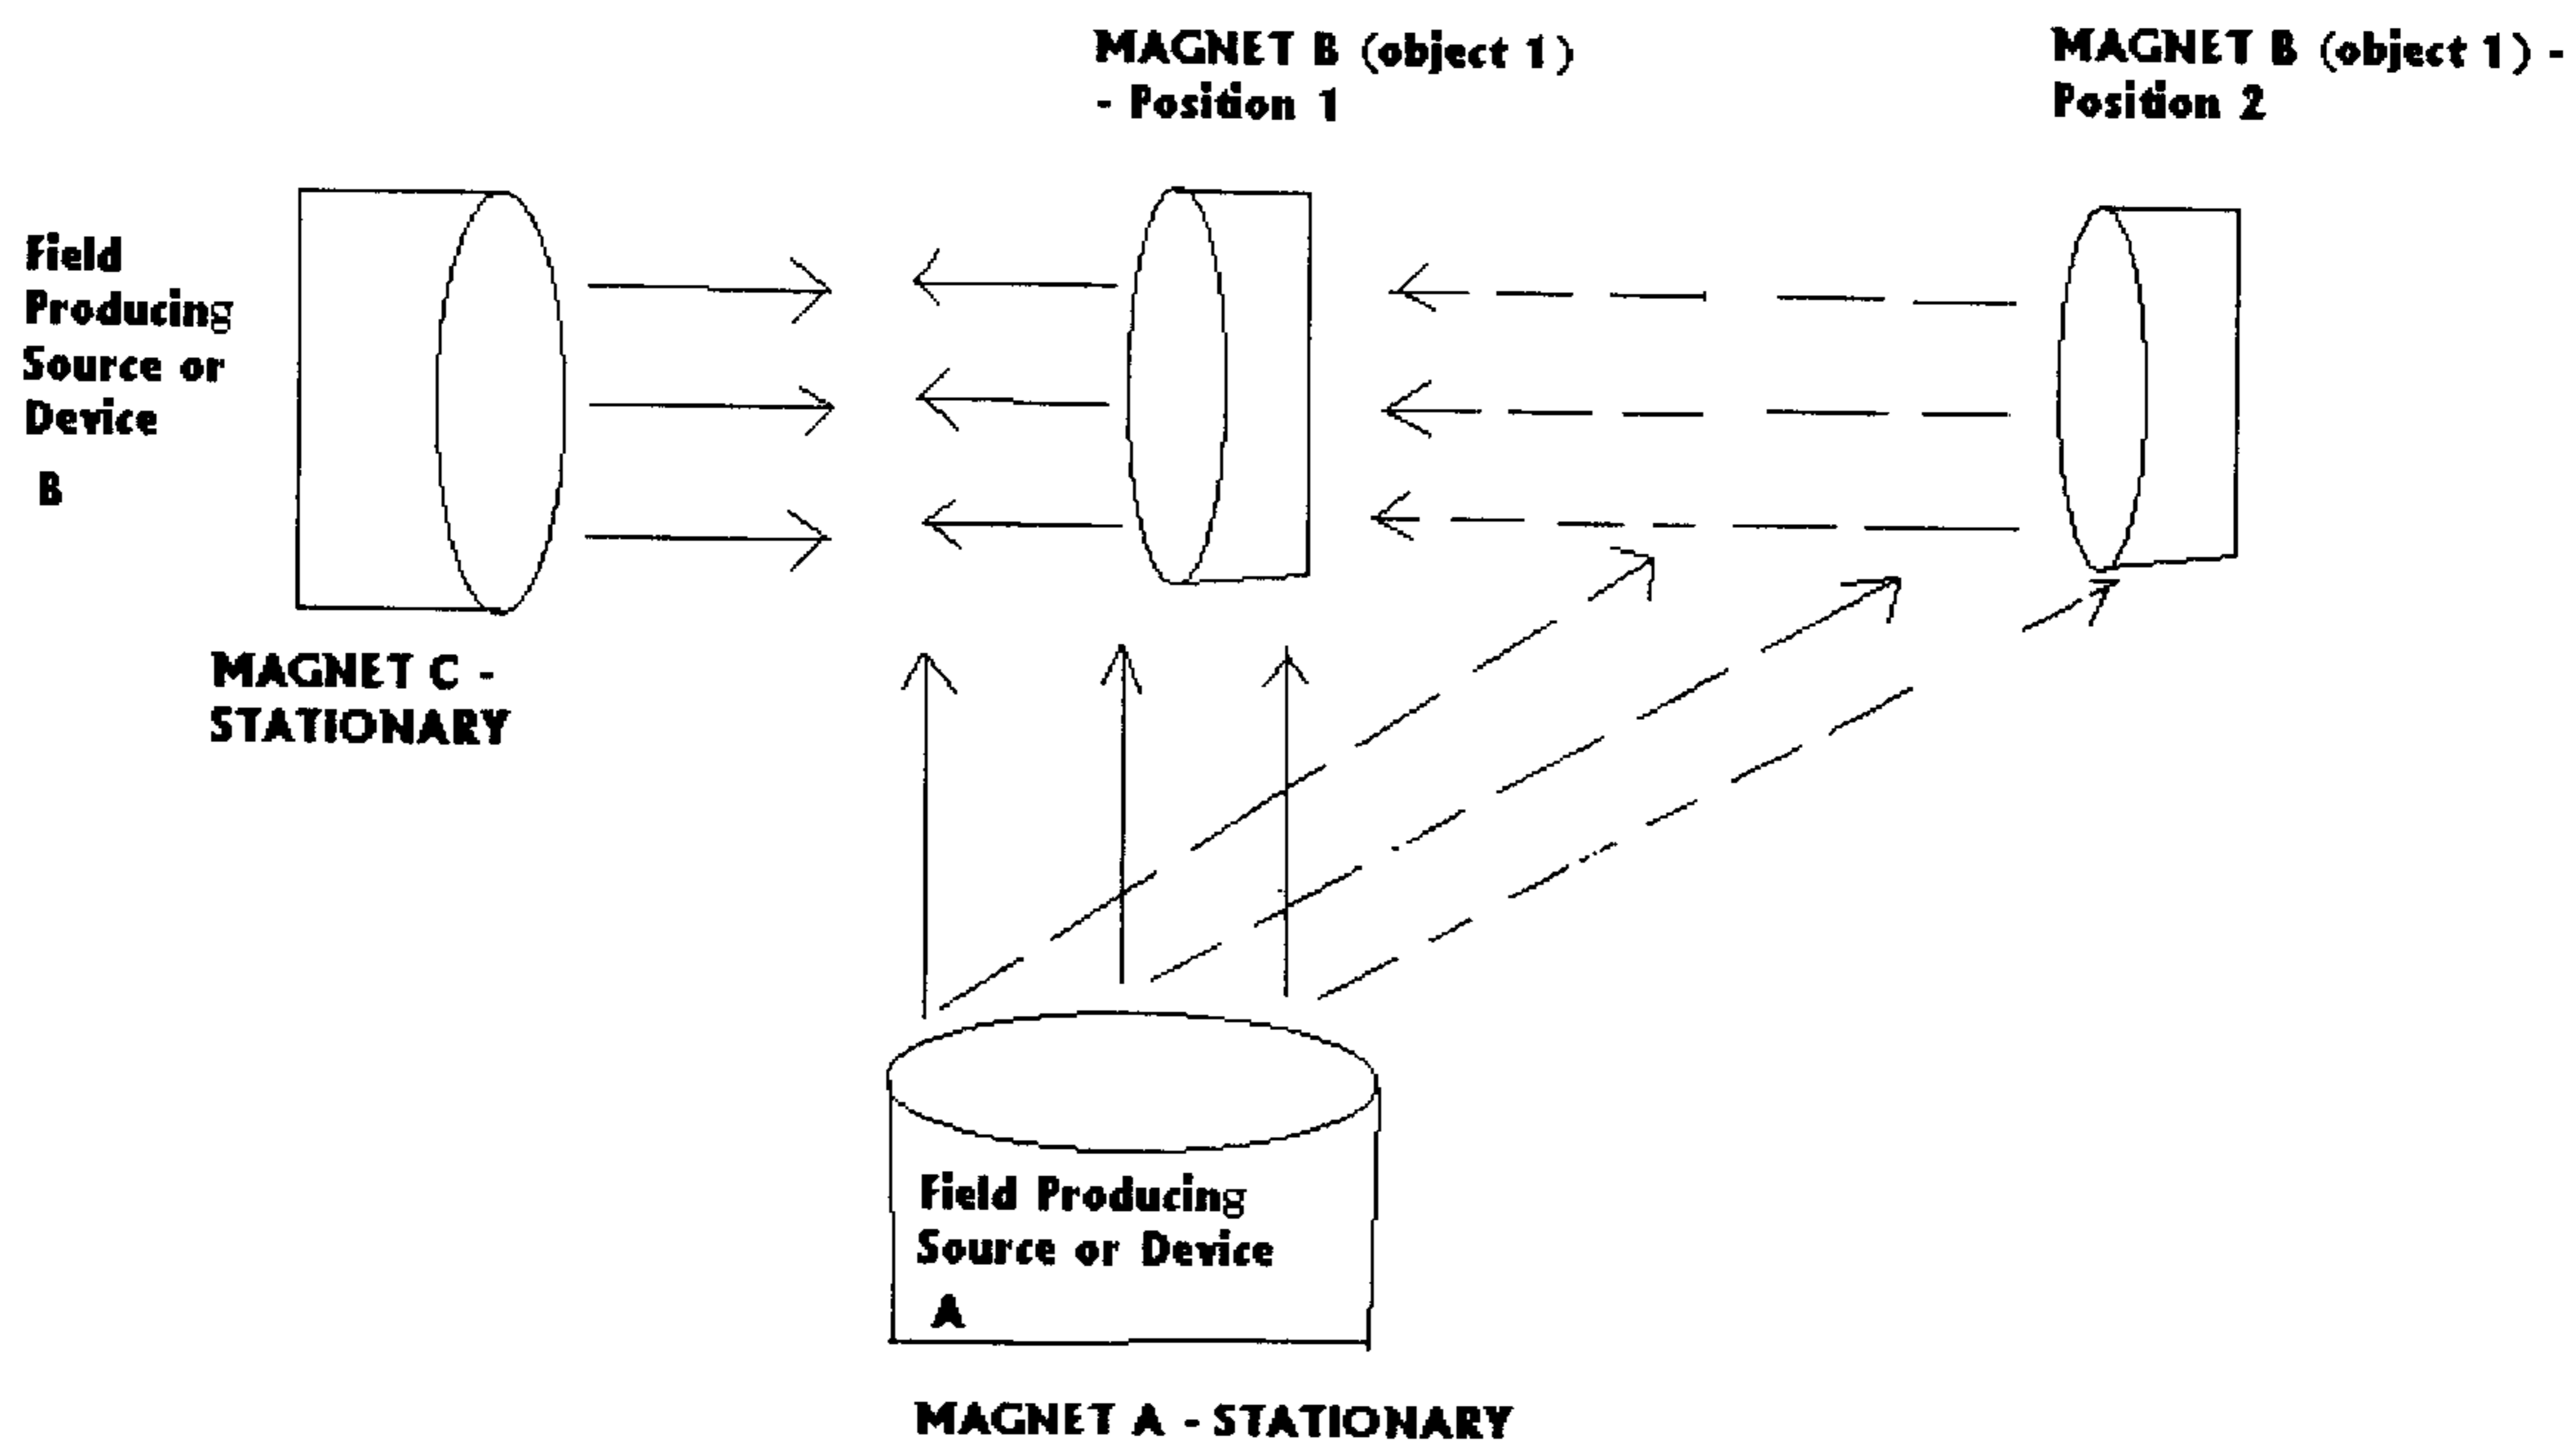 MAGNET B (object 1)
- Position 1
MAGNET B (object 1) -
Position 2
Field
Producing
Source or
Device
B
MAGNET C -
STATIONARY
Field Producing
Source or Device
A
MAGNET A - STATIONARY